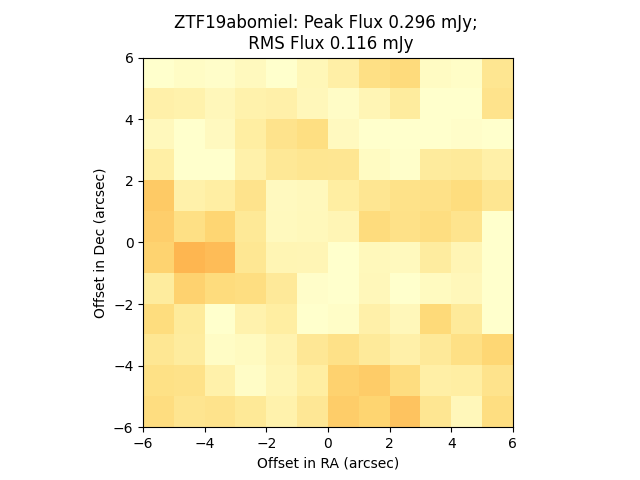 ZTF19abomiel: Peak Flux 0.296 mJy;
RMS Flux 0.116 mJy
6
4
2
0
−2
−4
−6
Offset in Dec (arcsec)
−6 −4 −2 0 2 4 6
Offset in RA (arcsec)